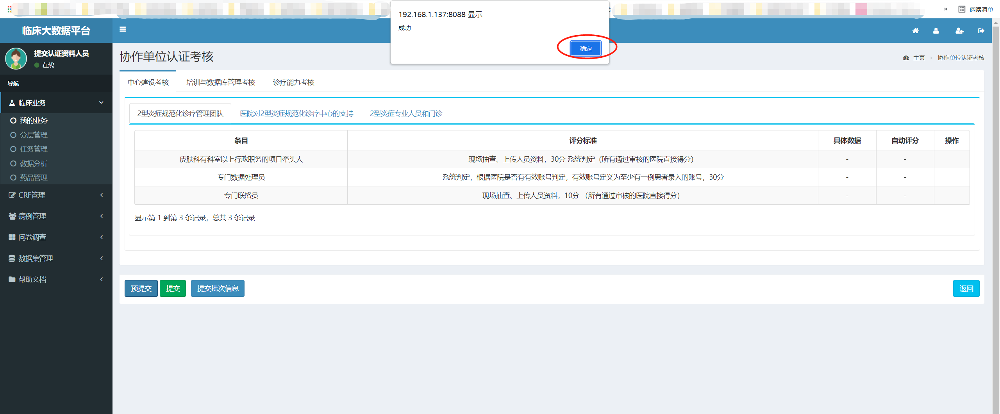 192.168.1.137:8088 显示
成功
确定
»
阅读清单
临床大数据平台
提交认证资料人员
在线
导航
临床业务
我的业务
分层管理
任务管理
数据分析
药品管理
CRF管理
病例管理
问卷调查
数据集管理
帮助文档
协作单位认证考核
主页 > 协作单位认证考核
中心建设考核 培训与数据库管理考核 诊疗能力考核
2型炎症规范化诊疗管理团队 医院对2型炎症规范化诊疗中心的支持 2型炎症专业人员和门诊
条目 评分标准 具体数据 自动评分 操作
皮肤科有科室以上行政职务的项目牵头人 现场抽查、上传人员资料，30分 系统判定（所有通过审核的医院直接得分） - -
专门数据处理员 系统判定，根据医院是否有有效账号判定，有效账号定义为至少有一例患者录入的账号，30分 - -
专门联络员 现场抽查、上传人员资料，10分 （所有通过审核的医院直接得分） - -
显示第 1 到第 3 条记录，总共 3 条记录
预提交 提交 提交批次信息 返回